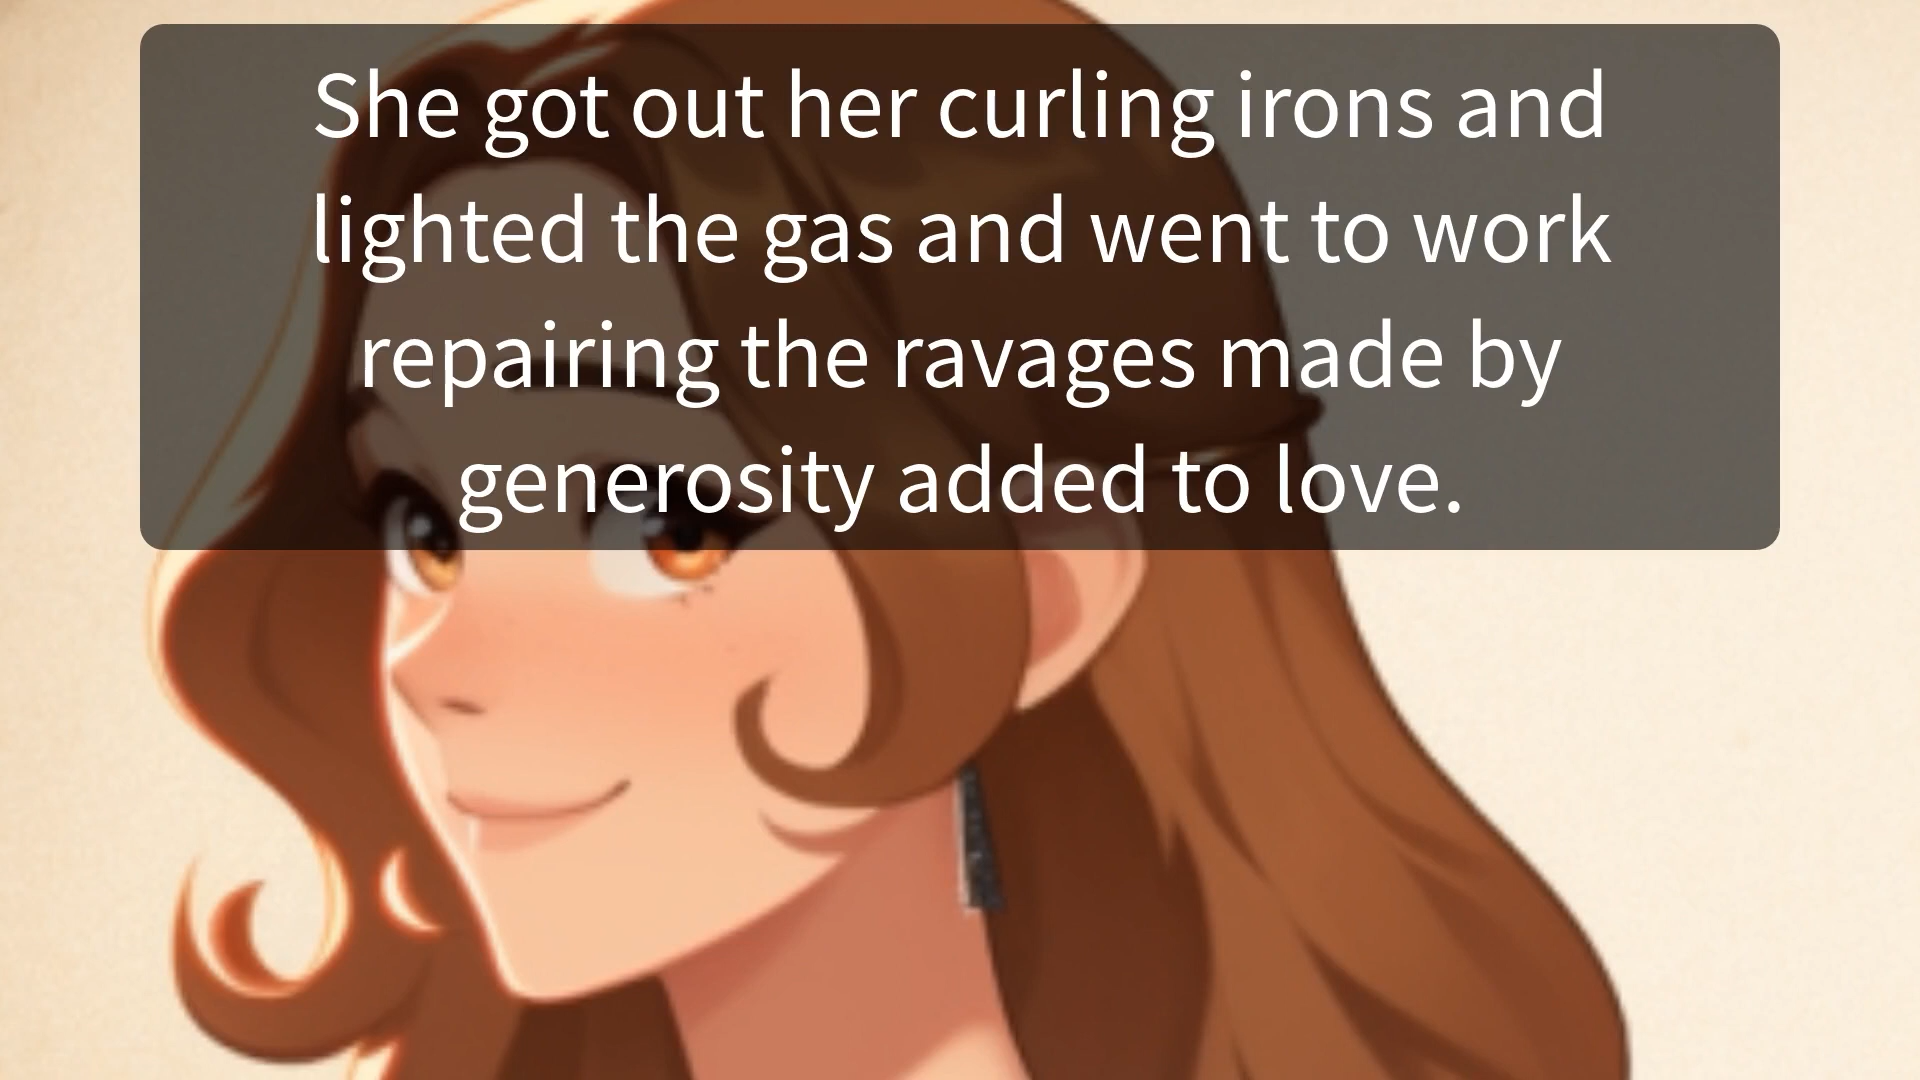 She got out her curling irons and
lighted the gas and went to work
repairing the ravages made by
generosity added to love.